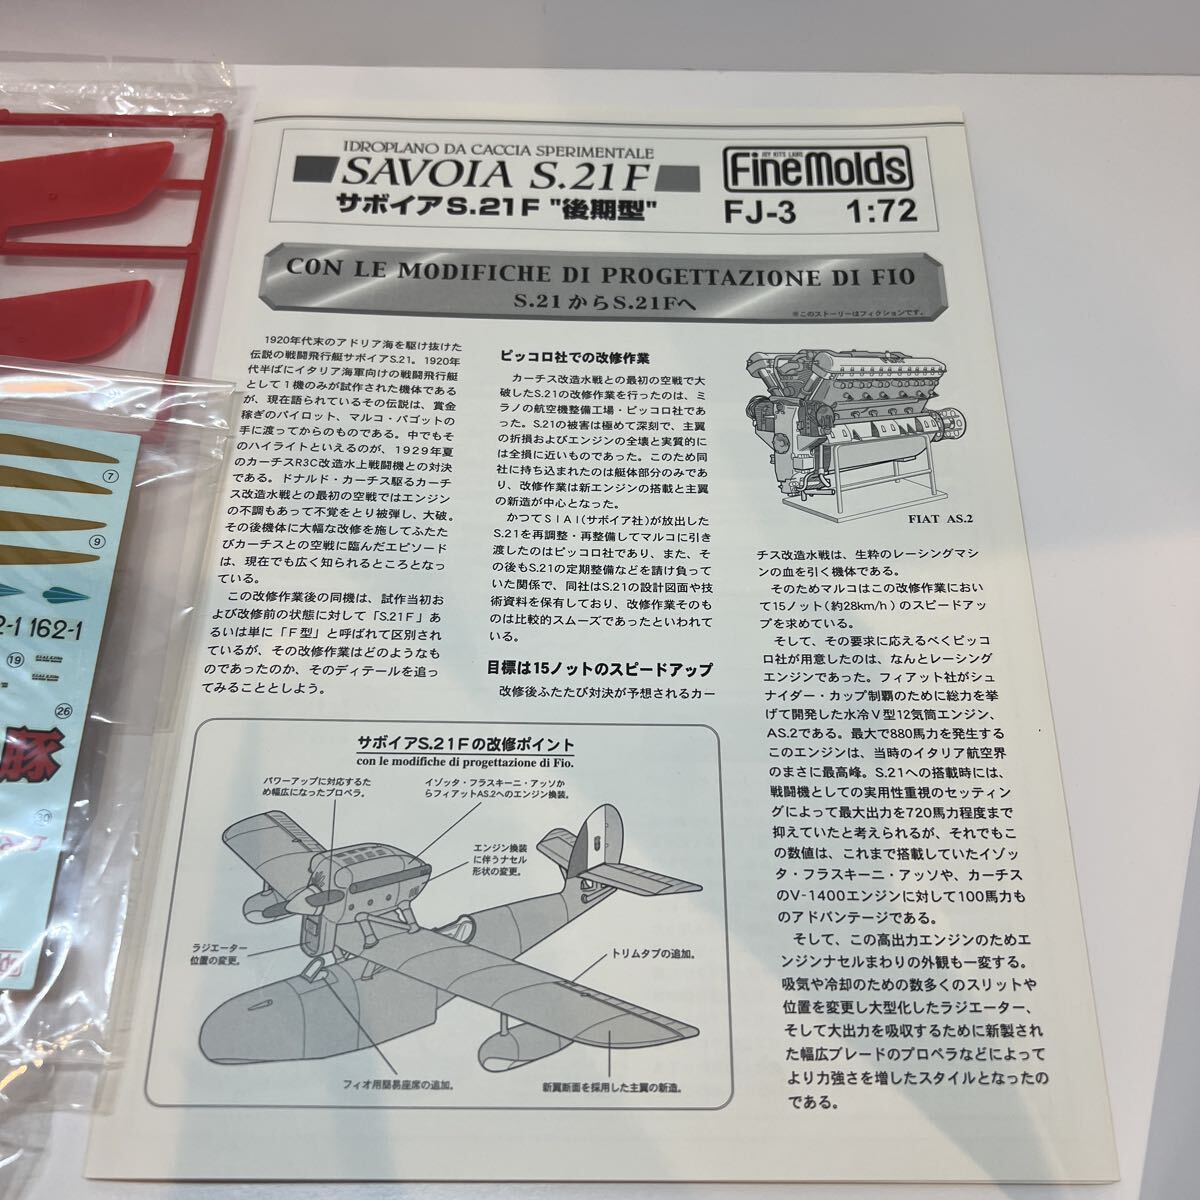 IDROPLANO DA CACCIA SPERIMENTALE
SAVOIA S.21F
サボイアS.21F "後期型"
MY KITS LABO
FineMolds
FJ-3 1:72
CON LE MODIFICHE DI PROGETTAZIONE DI FIO
S.21からS.21Fへ
※このストーリーはフィクションです。
1920年代末のアドリア海を駆け抜けた
伝説の戦闘飛行艇サボイアS.21。1920年
代半ばにイタリア海軍向けの戦闘飛行艇
として1機のみが試作された機体である
が、現在語られているその伝説は、賞金
稼ぎのパイロット、マルコ・パゴットの
手に渡ってからのものである。中でもそ
のハイライトといえるのが、1929年夏
のカーチスR3C改造水上戦闘機との対決
である。ドナルド・カーチス駆るカーチ
ス改造水戦との最初の空戦ではエンジン
の不調もあって不覚をとり被弾し、大破。
その後機体に大幅な改修を施してふたた
びカーチスとの空戦に臨んだエピソード
は、現在でも広く知られるところとなっ
ている。
この改修作業後の同機は、試作当初お
よび改修前の状態に対して「S.21F」あ
るいは単に「F型」と呼ばれて区別され
ているが、その改修作業はどのようなも
のであったのか、そのディテールを追っ
てみることとしよう。
ピッコロ社での改修作業
カーチス改造水戦との最初の空戦で大
破したS.21の改修作業を行ったのは、ミ
ラノの航空機整備工場・ピッコロ社であ
った。S.21の被害は極めて深刻で、主翼
の折損およびエンジンの全壊と実質的に
は全損に近いものであった。このため同
社に持ち込まれたのは艇体部分のみであ
り、改修作業は新エンジンの搭載と主翼
の新造が中心となった。
かつてSIAI(サボイア社)が放出した
S.21を再調整・再整備してマルコに引き
渡したのはピッコロ社であり、また、そ
の後もS.21の定期整備などを請け負って
いた関係で、同社はS.21の設計図面や技
術資料を保有しており、改修作業そのも
のは比較的スムーズであったといわれて
いる。
目標は15ノットのスピードアップ
改修後ふたたび対決が予想されるカー
FIAT AS.2
チス改造水戦は、生粋のレーシングマシ
ンの血を引く機体である。
そのためマルコはこの改修作業におい
て15ノット(約28km/h)のスピードアッ
プを求めている。
そして、その要求に応えるべくピッコ
ロ社が用意したのは、なんとレーシング
エンジンであった。フィアット社がシュ
ナイダー・カップ制覇のために総力を挙
げて開発した水冷V型12気筒エンジン、
AS.2である。最大で880馬力を発生する
このエンジンは、当時のイタリア航空界
のまさに最高峰。S.21への搭載時には、
戦闘機としての実用性重視のセッティン
グによって最大出力を720馬力程度まで
抑えていたと考えられるが、それでもこ
の数値は、これまで搭載していたイゾッ
タ・フラスキーニ・アッソや、カーチス
のV-1400エンジンに対して100馬力も
のアドバンテージである。
そして、この高出力エンジンのためエ
ンジンナセルまわりの外観も一変する。
吸気や冷却のための数多くのスリットや
位置を変更し大型化したラジエーター、
そして大出力を吸収するために新製され
た幅広ブレードのプロペラなどによって
より力強さを増したスタイルとなったの
である。
サボイアS.21Fの改修ポイント
con le modifiche di progettazione di Fio.
パワーアップに対応するた
め幅広になったプロペラ。
イゾッタ・フラスキーニ・アッソか
らフィアットAS.2へのエンジン換装。
エンジン換装
に伴うナセル
形状の変更。
ラジエーター
位置の変更。
トリムタブの追加。
フィオ用簡易座席の追加。
新翼断面を採用した主翼の新造。
7
9
2-1 162-1
19
26
豚
30